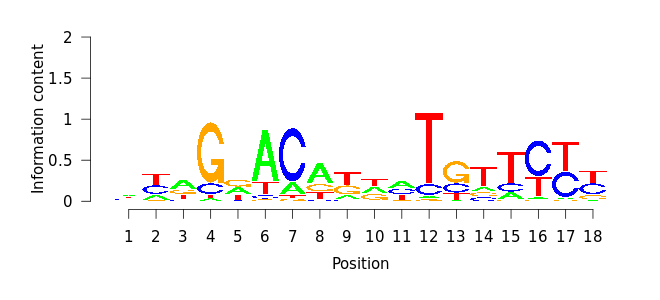 2
1.5
1
0.5
0
Information content
T C A
A G
G C
G A
A T
C A
A G T
T G
T A G
A C
T C
G C T
T A C
T C A
C T
T C
T C G
1 2 3 4 5 6 7 8 9 10 11 12 13 14 15 16 17 18
Position